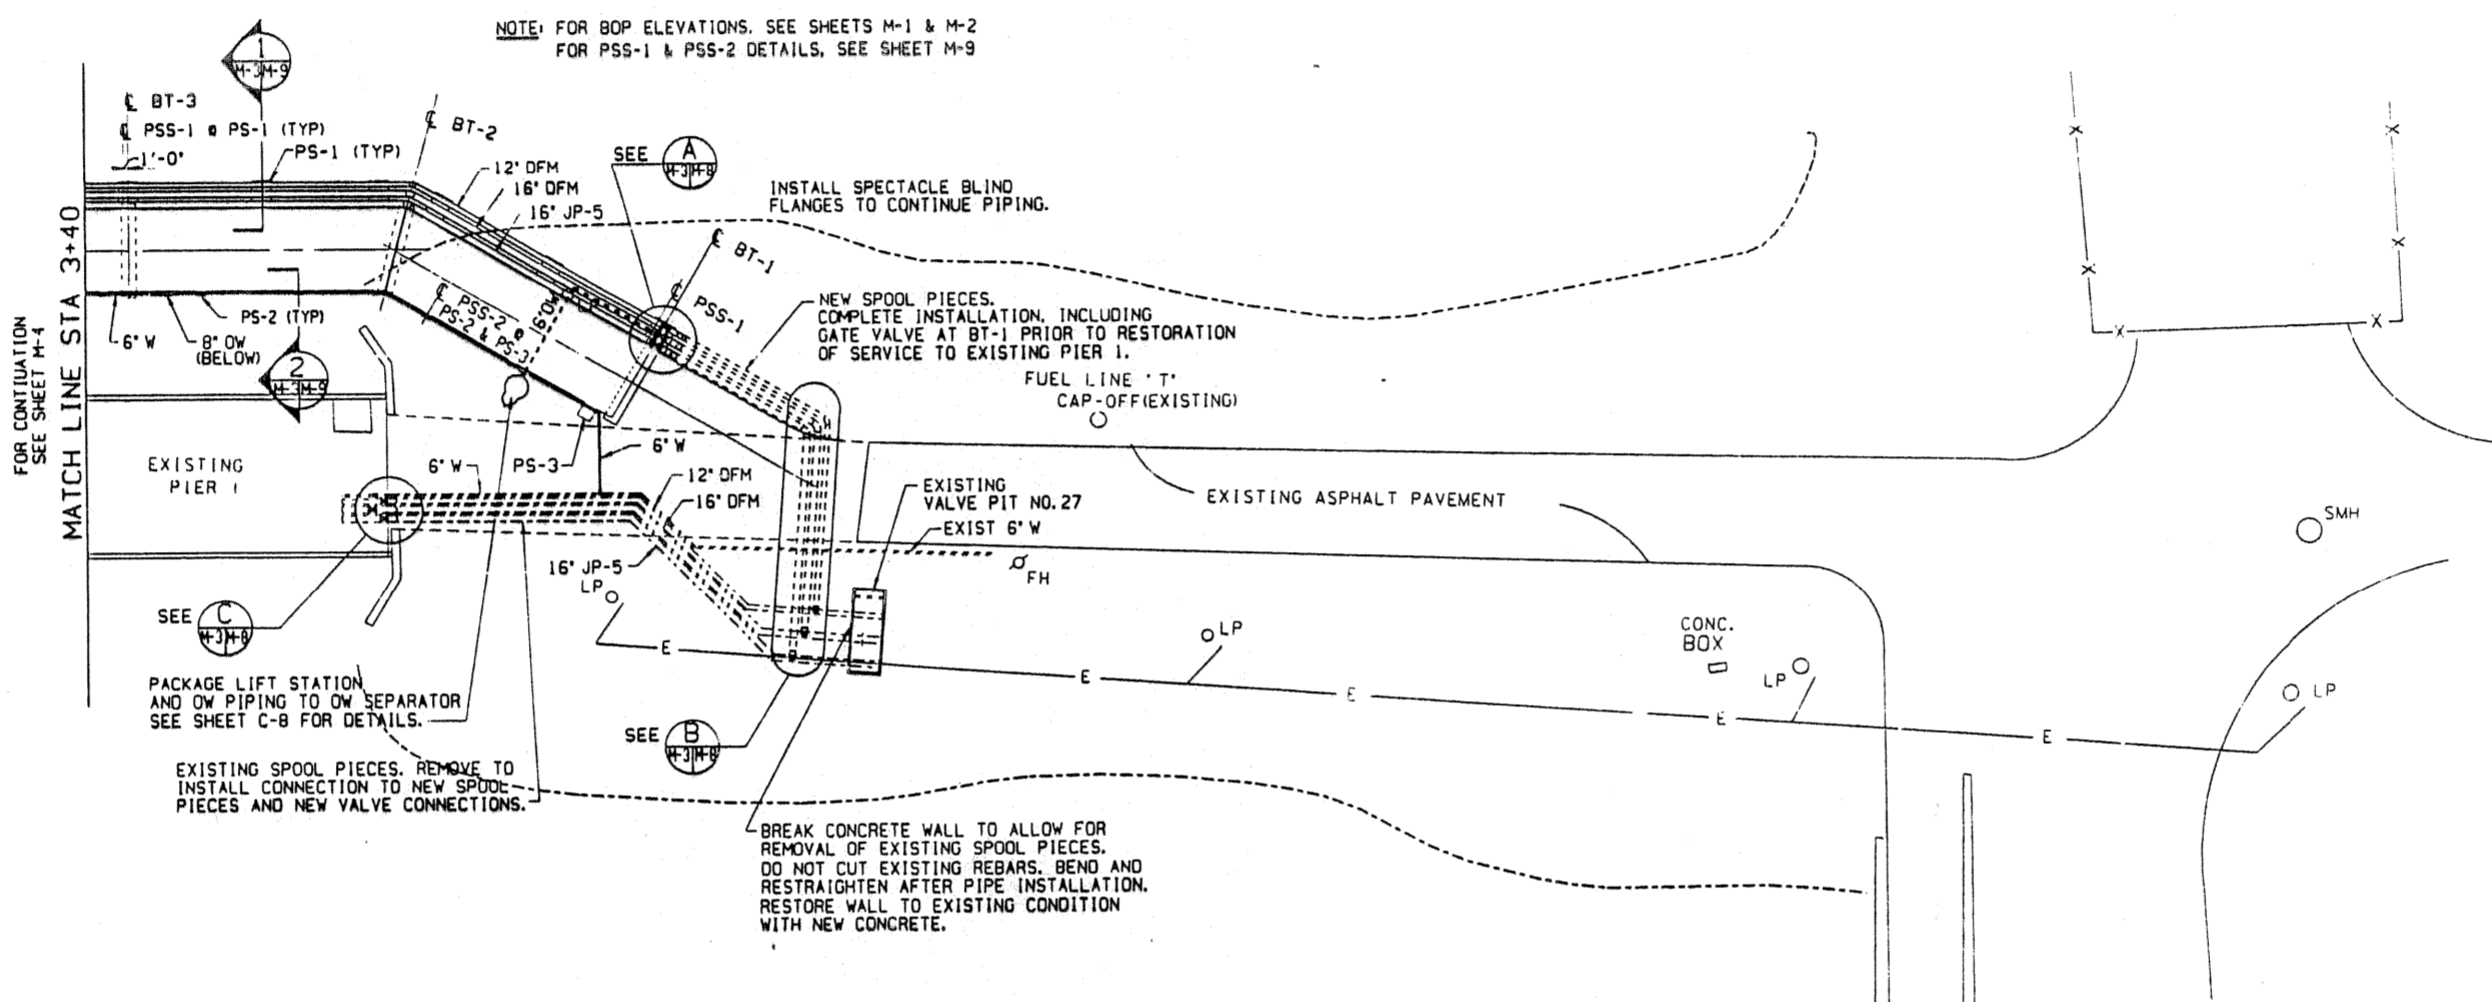 NOTE: FOR BOP ELEVATIONS, SEE SHEETS M-1 & M-2
FOR PSS-1 & PSS-2 DETAILS, SEE SHEET M-9
1
M-3 M-9
℄ BT-3
℄ PSS-1 @ PS-1 (TYP)
1'-0"
PS-1 (TYP)
℄ BT-2
12" DFM
16" DFM
16" JP-5
SEE
A
M-3 M-8
INSTALL SPECTACLE BLIND
FLANGES TO CONTINUE PIPING.
℄ BT-1
℄ PSS-1
℄ PSS-2 @
PS-2 & PS-3
6"OW
NEW SPOOL PIECES.
COMPLETE INSTALLATION, INCLUDING
GATE VALVE AT BT-1 PRIOR TO RESTORATION
OF SERVICE TO EXISTING PIER 1.
FUEL LINE "T"
CAP-OFF(EXISTING)
FOR CONTIUATION
SEE SHEET M-4
MATCH LINE STA 3+40
6" W
8" OW
(BELOW)
PS-2 (TYP)
2
M-3 M-9
EXISTING
PIER 1
6" W
PS-3
6" W
12" DFM
16" DFM
16" JP-5
LP
EXISTING
VALVE PIT NO.27
EXIST 6" W
FH
EXISTING ASPHALT PAVEMENT
SMH
SEE
C
M-3 M-8
E
LP
E
E
CONC.
BOX
LP
E
E
LP
PACKAGE LIFT STATION
AND OW PIPING TO OW SEPARATOR
SEE SHEET C-8 FOR DETAILS.
SEE
B
M-3 M-8
EXISTING SPOOL PIECES. REMOVE TO
INSTALL CONNECTION TO NEW SPOOL
PIECES AND NEW VALVE CONNECTIONS.
BREAK CONCRETE WALL TO ALLOW FOR
REMOVAL OF EXISTING SPOOL PIECES.
DO NOT CUT EXISTING REBARS. BEND AND
RESTRAIGHTEN AFTER PIPE INSTALLATION.
RESTORE WALL TO EXISTING CONDITION
WITH NEW CONCRETE.